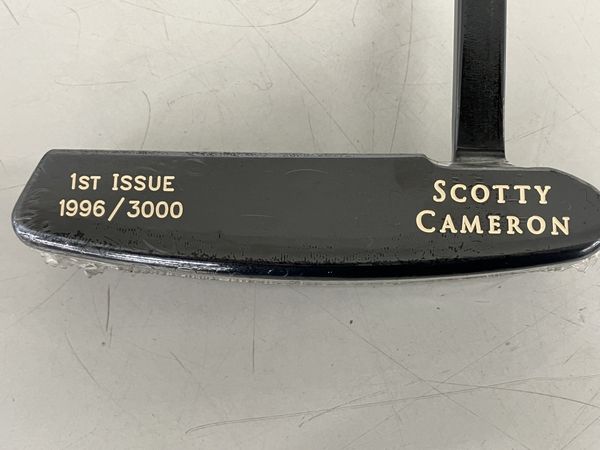 1ST ISSUE
1996/3000
SCOTTY
CAMERON